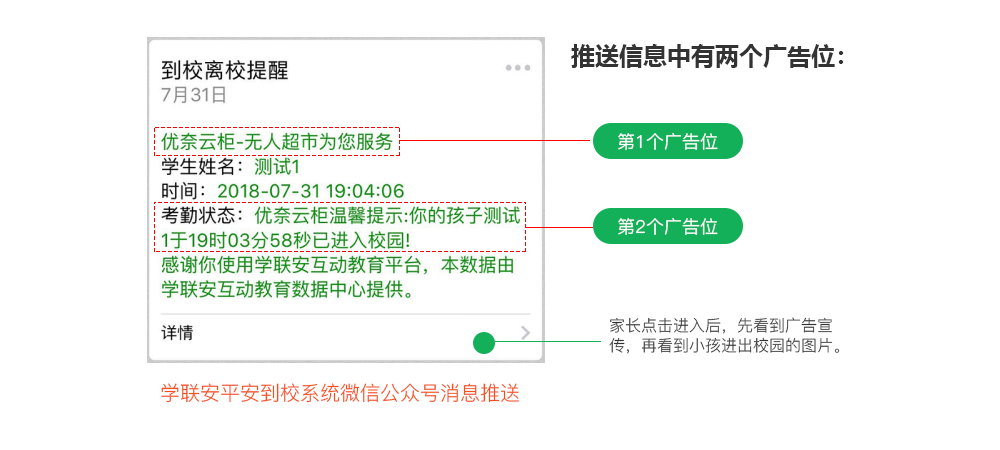 推送信息中有两个广告位：
到校离校提醒
7月31日
优奈云柜-无人超市为您服务
第1个广告位
学生姓名：测试1
时间：2018-07-31 19:04:06
考勤状态：优奈云柜温馨提示:你的孩子测试
1于19时03分58秒已进入校园!
第2个广告位
感谢你使用学联安互动教育平台，本数据由
学联安互动教育数据中心提供。
详情
家长点击进入后，先看到广告宣
传，再看到小孩进出校园的图片。
学联安平安到校系统微信公众号消息推送